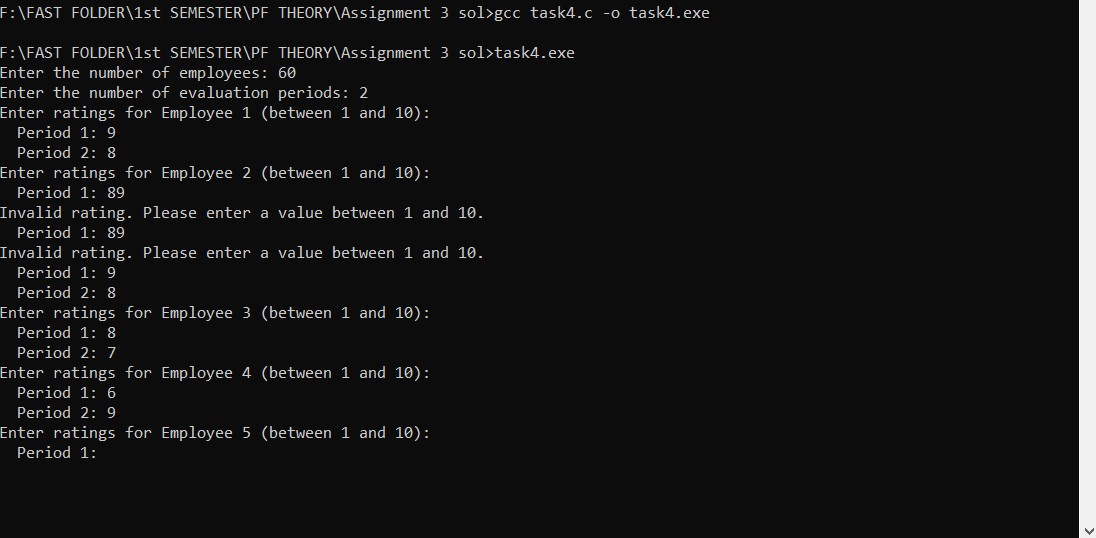 F:\FAST FOLDER\1st SEMESTER\PF THEORY\Assignment 3 sol>gcc task4.c -o task4.exe
F:\FAST FOLDER\1st SEMESTER\PF THEORY\Assignment 3 sol>task4.exe
Enter the number of employees: 60
Enter the number of evaluation periods: 2
Enter ratings for Employee 1 (between 1 and 10):
  Period 1: 9
  Period 2: 8
Enter ratings for Employee 2 (between 1 and 10):
  Period 1: 89
Invalid rating. Please enter a value between 1 and 10.
  Period 1: 89
Invalid rating. Please enter a value between 1 and 10.
  Period 1: 9
  Period 2: 8
Enter ratings for Employee 3 (between 1 and 10):
  Period 1: 8
  Period 2: 7
Enter ratings for Employee 4 (between 1 and 10):
  Period 1: 6
  Period 2: 9
Enter ratings for Employee 5 (between 1 and 10):
  Period 1: